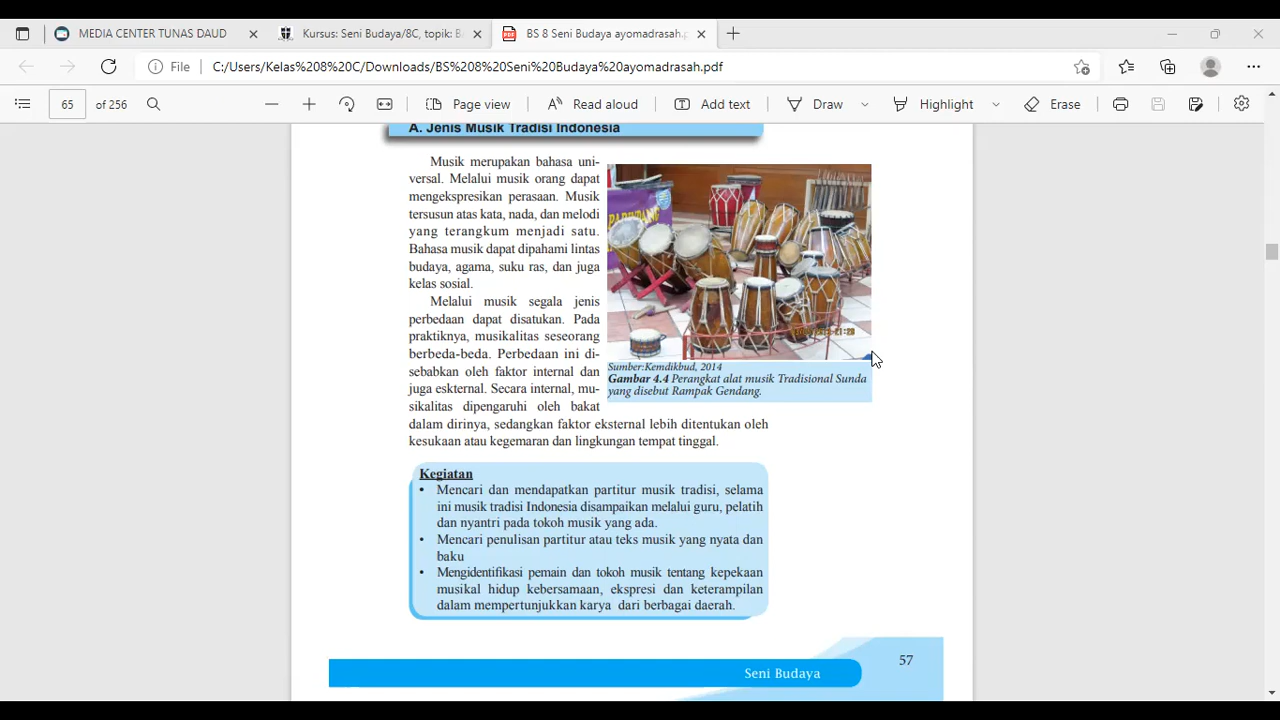 MEDIA CENTER TUNAS DAUD
Kursus: Seni Budaya/8C, topik: B
BS 8 Seni Budaya ayomadrasah.p
File
C:/Users/Kelas%208%20C/Downloads/BS%208%20Seni%20Budaya%20ayomadrasah.pdf
65 of 256
Page view
Read aloud
Add text
Draw
Highlight
Erase
A. Jenis Musik Tradisi Indonesia
Musik merupakan bahasa uni-
versal. Melalui musik orang dapat
mengekspresikan perasaan. Musik
tersusun atas kata, nada, dan melodi
yang terangkum menjadi satu.
Bahasa musik dapat dipahami lintas
budaya, agama, suku ras, dan juga
kelas sosial.
Melalui musik segala jenis
perbedaan dapat disatukan. Pada
praktiknya, musikalitas seseorang
berbeda-beda. Perbedaan ini di-
sebabkan oleh faktor internal dan
juga eskternal. Secara internal, mu-
sikalitas dipengaruhi oleh bakat
dalam dirinya, sedangkan faktor eksternal lebih ditentukan oleh
kesukaan atau kegemaran dan lingkungan tempat tinggal.
Sumber:Kemdikbud, 2014
Gambar 4.4 Perangkat alat musik Tradisional Sunda
yang disebut Rampak Gendang.
Kegiatan
• Mencari dan mendapatkan partitur musik tradisi, selama
ini musik tradisi Indonesia disampaikan melalui guru, pelatih
dan nyantri pada tokoh musik yang ada.
• Mencari penulisan partitur atau teks musik yang nyata dan
baku
• Mengidentifikasi pemain dan tokoh musik tentang kepekaan
musikal hidup kebersamaan, ekspresi dan keterampilan
dalam mempertunjukkan karya dari berbagai daerah.
Seni Budaya
57